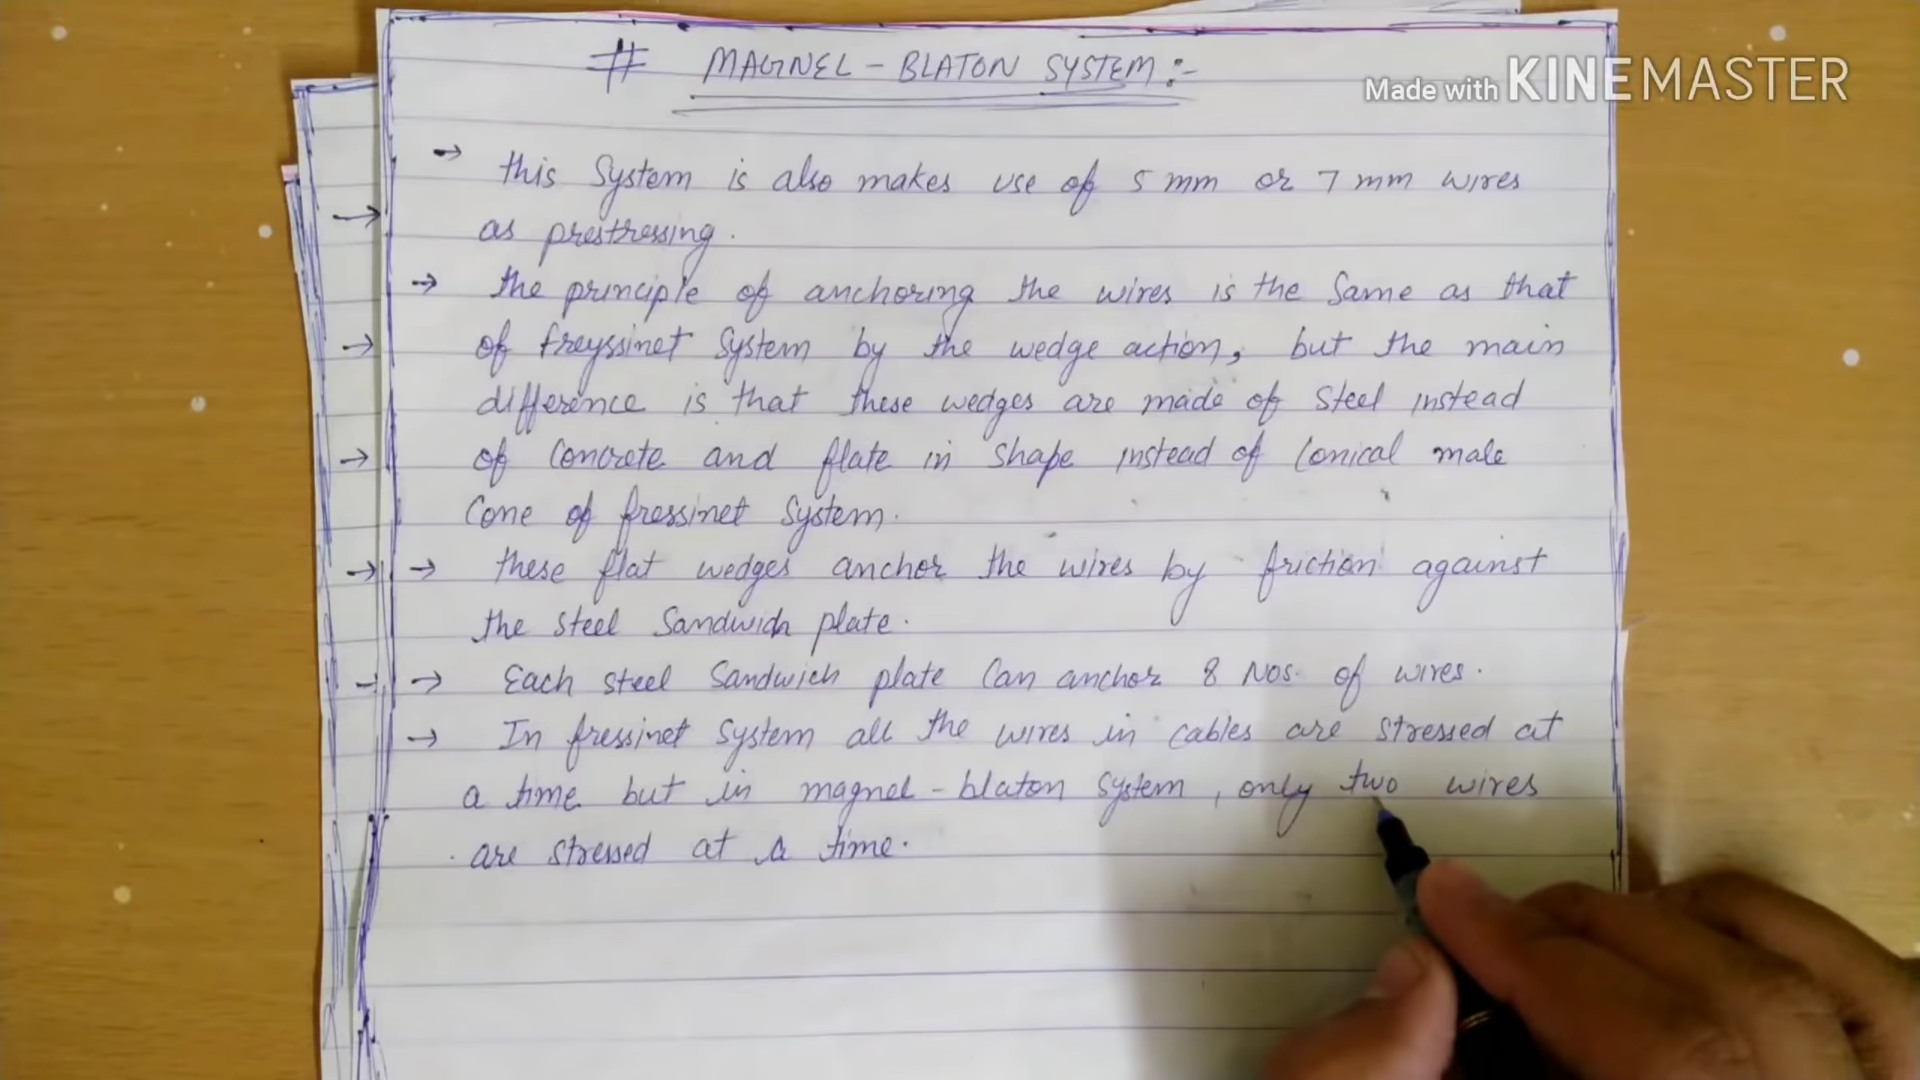 # MAGNEL - BLATON SYSTEM :-
Made with KINEMASTER
→ this System is also makes use of 5 mm or 7 mm wires
as prestressing.
→ the principle of anchoring the wires is the Same as that
of freyssinet System by the wedge action, but the main
difference is that these wedges are made of Steel instead
of Concrete and flate in shape instead of Conical male
Cone of fressinet System.
→ these flat wedges anchor the wires by friction against
the steel Sandwich plate.
→ Each steel Sandwich plate Can anchor 8 Nos. of wires.
→ In fressinet System all the wires in cables are stressed at
a time but in magnel - blaton System, only two wires
are stressed at a time.